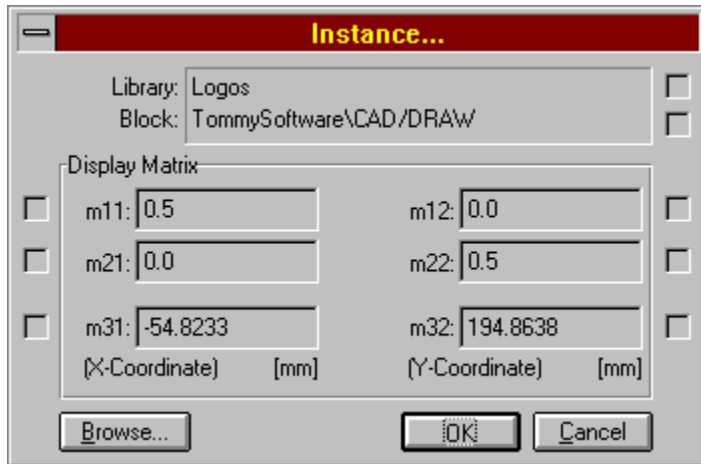 Instance...
Library: Logos
Block: TommySoftware\CAD/DRAW
Display Matrix
m11: 0.5 m12: 0.0
m21: 0.0 m22: 0.5
m31: -54.8233 m32: 194.8638
(X-Coordinate) [mm] (Y-Coordinate) [mm]
Browse... OK Cancel